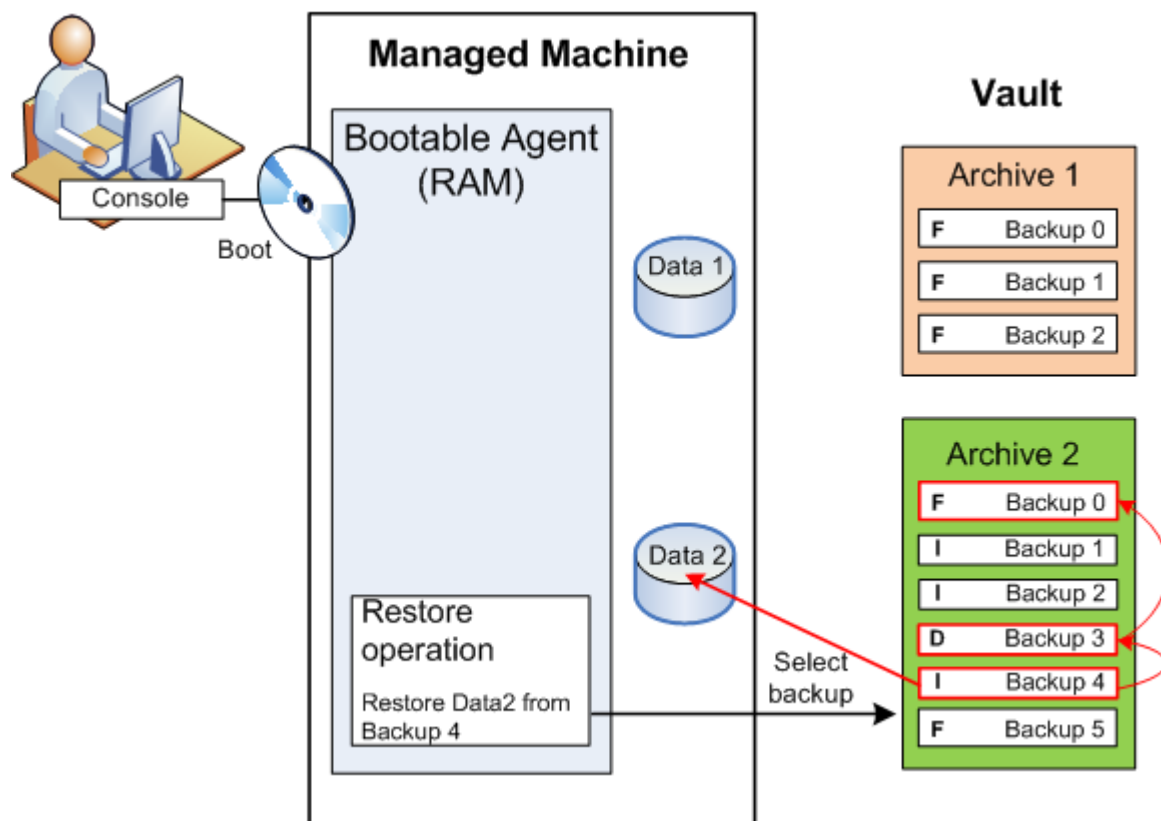 Managed Machine
Bootable Agent
(RAM)
Console
Boot
Data 1
Data 2
Restore
operation
Restore Data2 from
Backup 4
Select
backup
Vault
Archive 1
F Backup 0
F Backup 1
F Backup 2
Archive 2
F Backup 0
I Backup 1
I Backup 2
D Backup 3
I Backup 4
F Backup 5